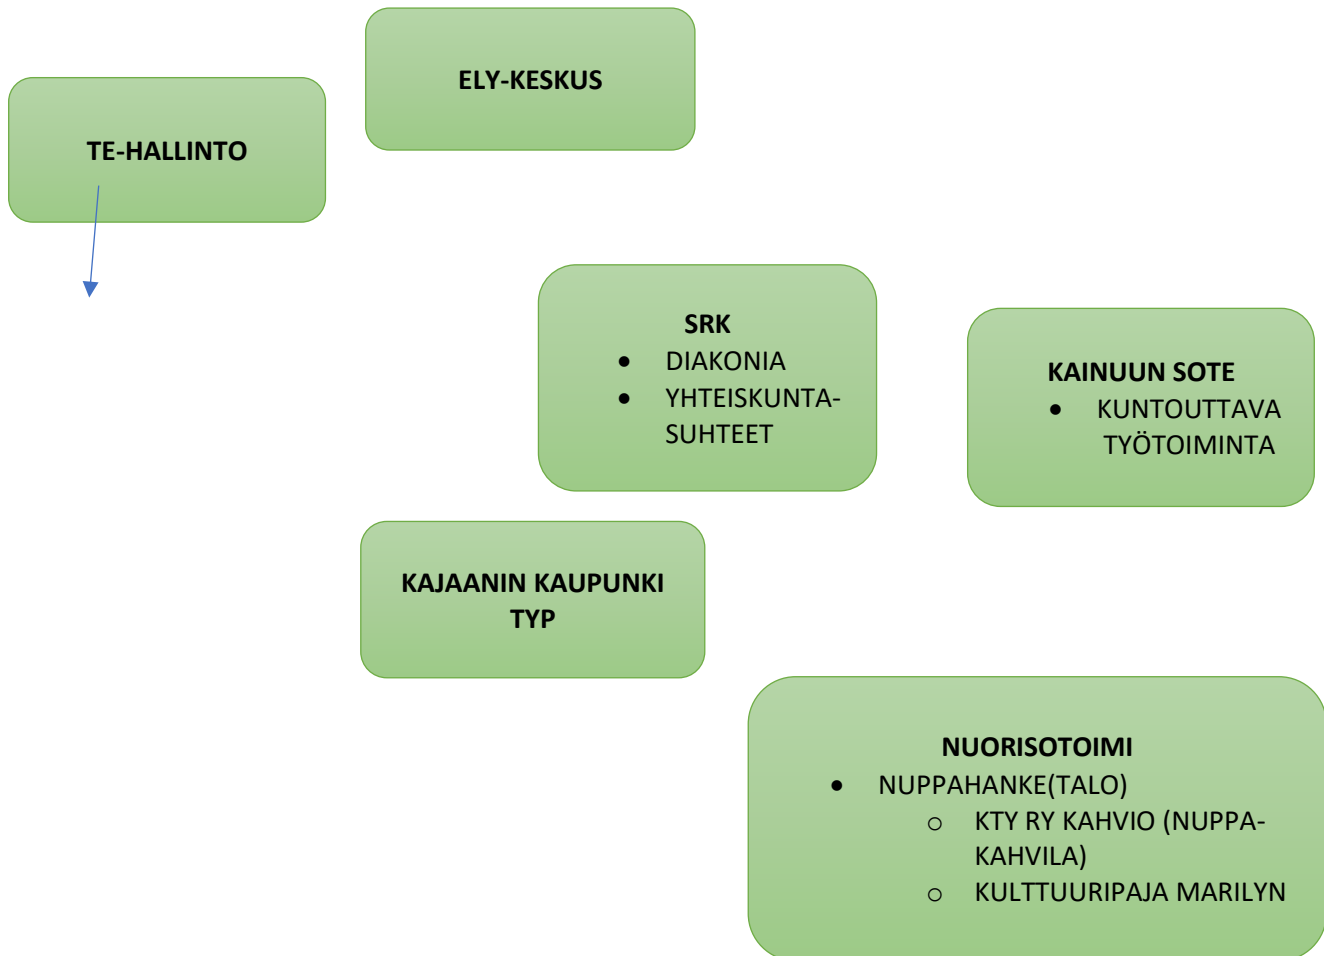 ELY-KESKUS
TE-HALLINTO
SRK
• DIAKONIA
• YHTEISKUNTA-
SUHTEET
KAINUUN SOTE
• KUNTOUTTAVA
TYÖTOIMINTA
KAJAANIN KAUPUNKI
TYP
NUORISOTOIMI
• NUPPAHANKE(TALO)
o KTY RY KAHVIO (NUPPA-
KAHVILA)
o KULTTUURIPAJA MARILYN